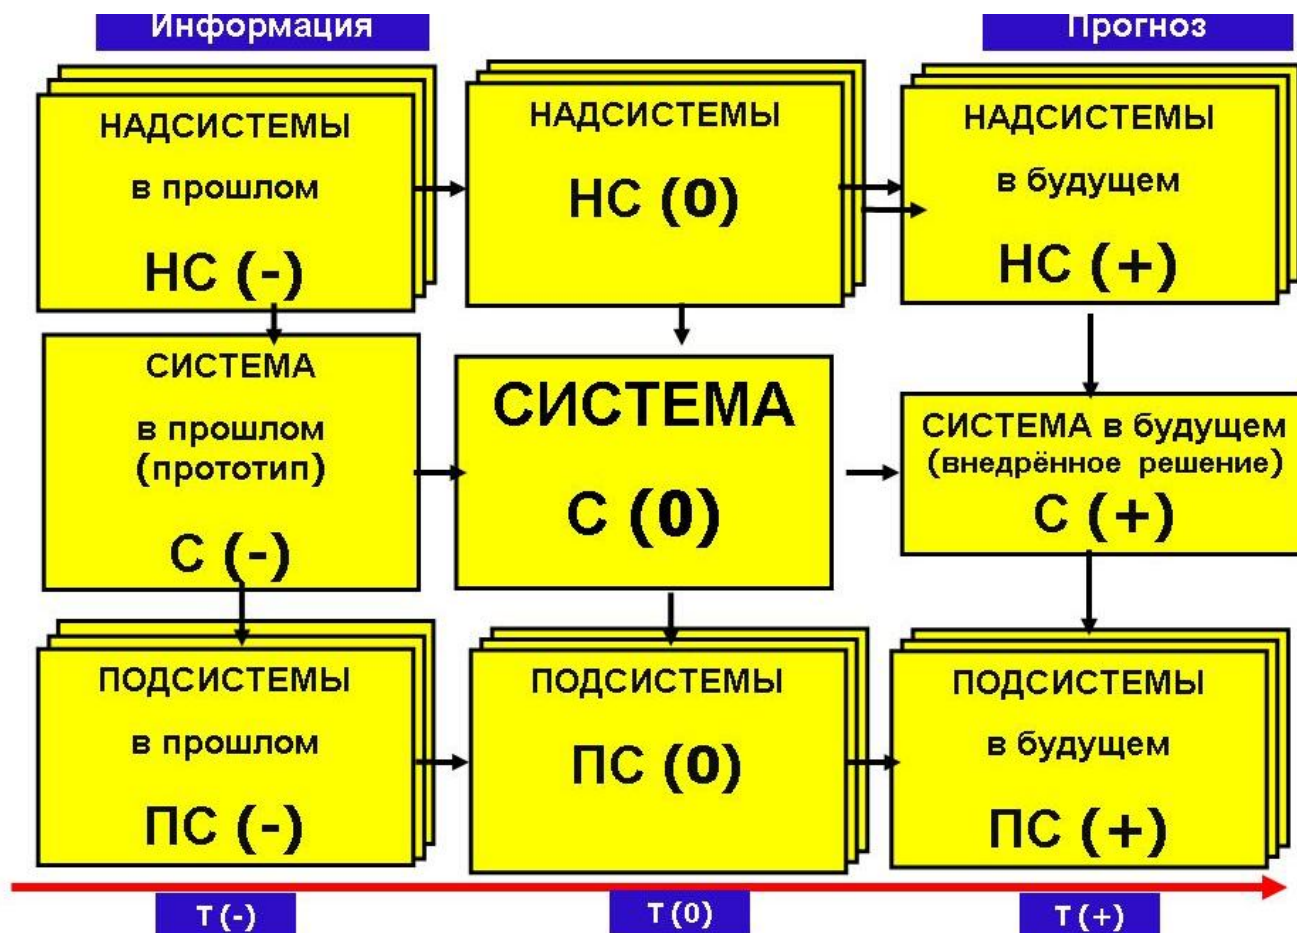 Информация
Прогноз
НАДСИСТЕМЫ
в прошлом
НС (-)
НАДСИСТЕМЫ
НС (0)
НАДСИСТЕМЫ
в будущем
НС (+)
СИСТЕМА
в прошлом
(прототип)
С (-)
СИСТЕМА
С (0)
СИСТЕМА в будущем
(внедрённое решение)
С (+)
ПОДСИСТЕМЫ
в прошлом
ПС (-)
ПОДСИСТЕМЫ
ПС (0)
ПОДСИСТЕМЫ
в будущем
ПС (+)
Т (-)
Т (0)
Т (+)